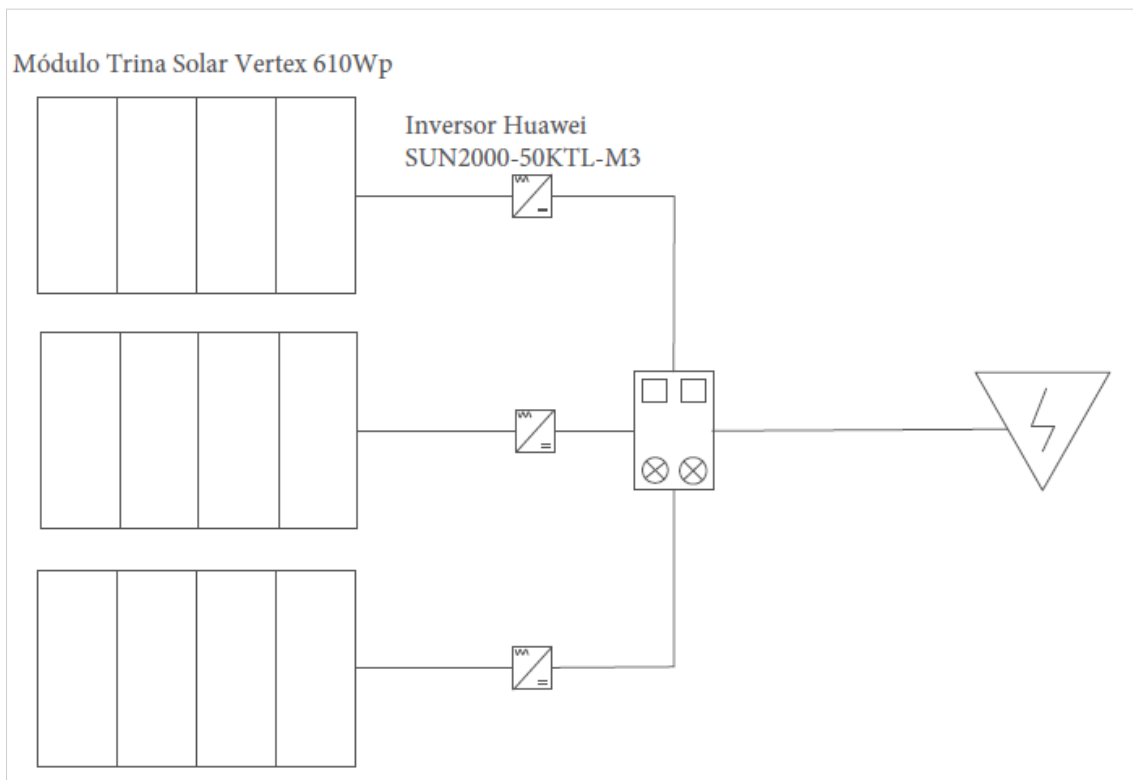 Módulo Trina Solar Vertex 610Wp
Inversor Huawei
SUN2000-50KTL-M3